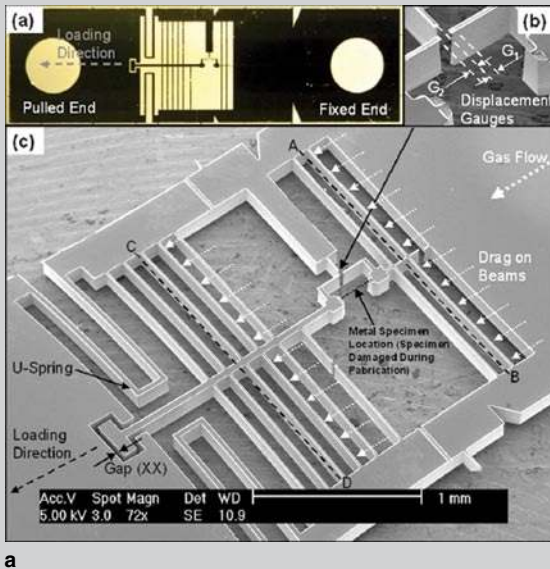 (a)
Loading
Direction
Pulled End
Fixed End
(b)
G₁
G₂
Displacement
Gauges
(c)
A
Gas Flow
C
Drag on
Beams
Metal Specimen
Location (Specimen
Damaged During
Fabrication)
U-Spring
B
Loading
Direction
Gap (XX)
D
Acc.V Spot Magn Det WD 1 mm
5.00 kV 3.0 72x SE 10.9
a